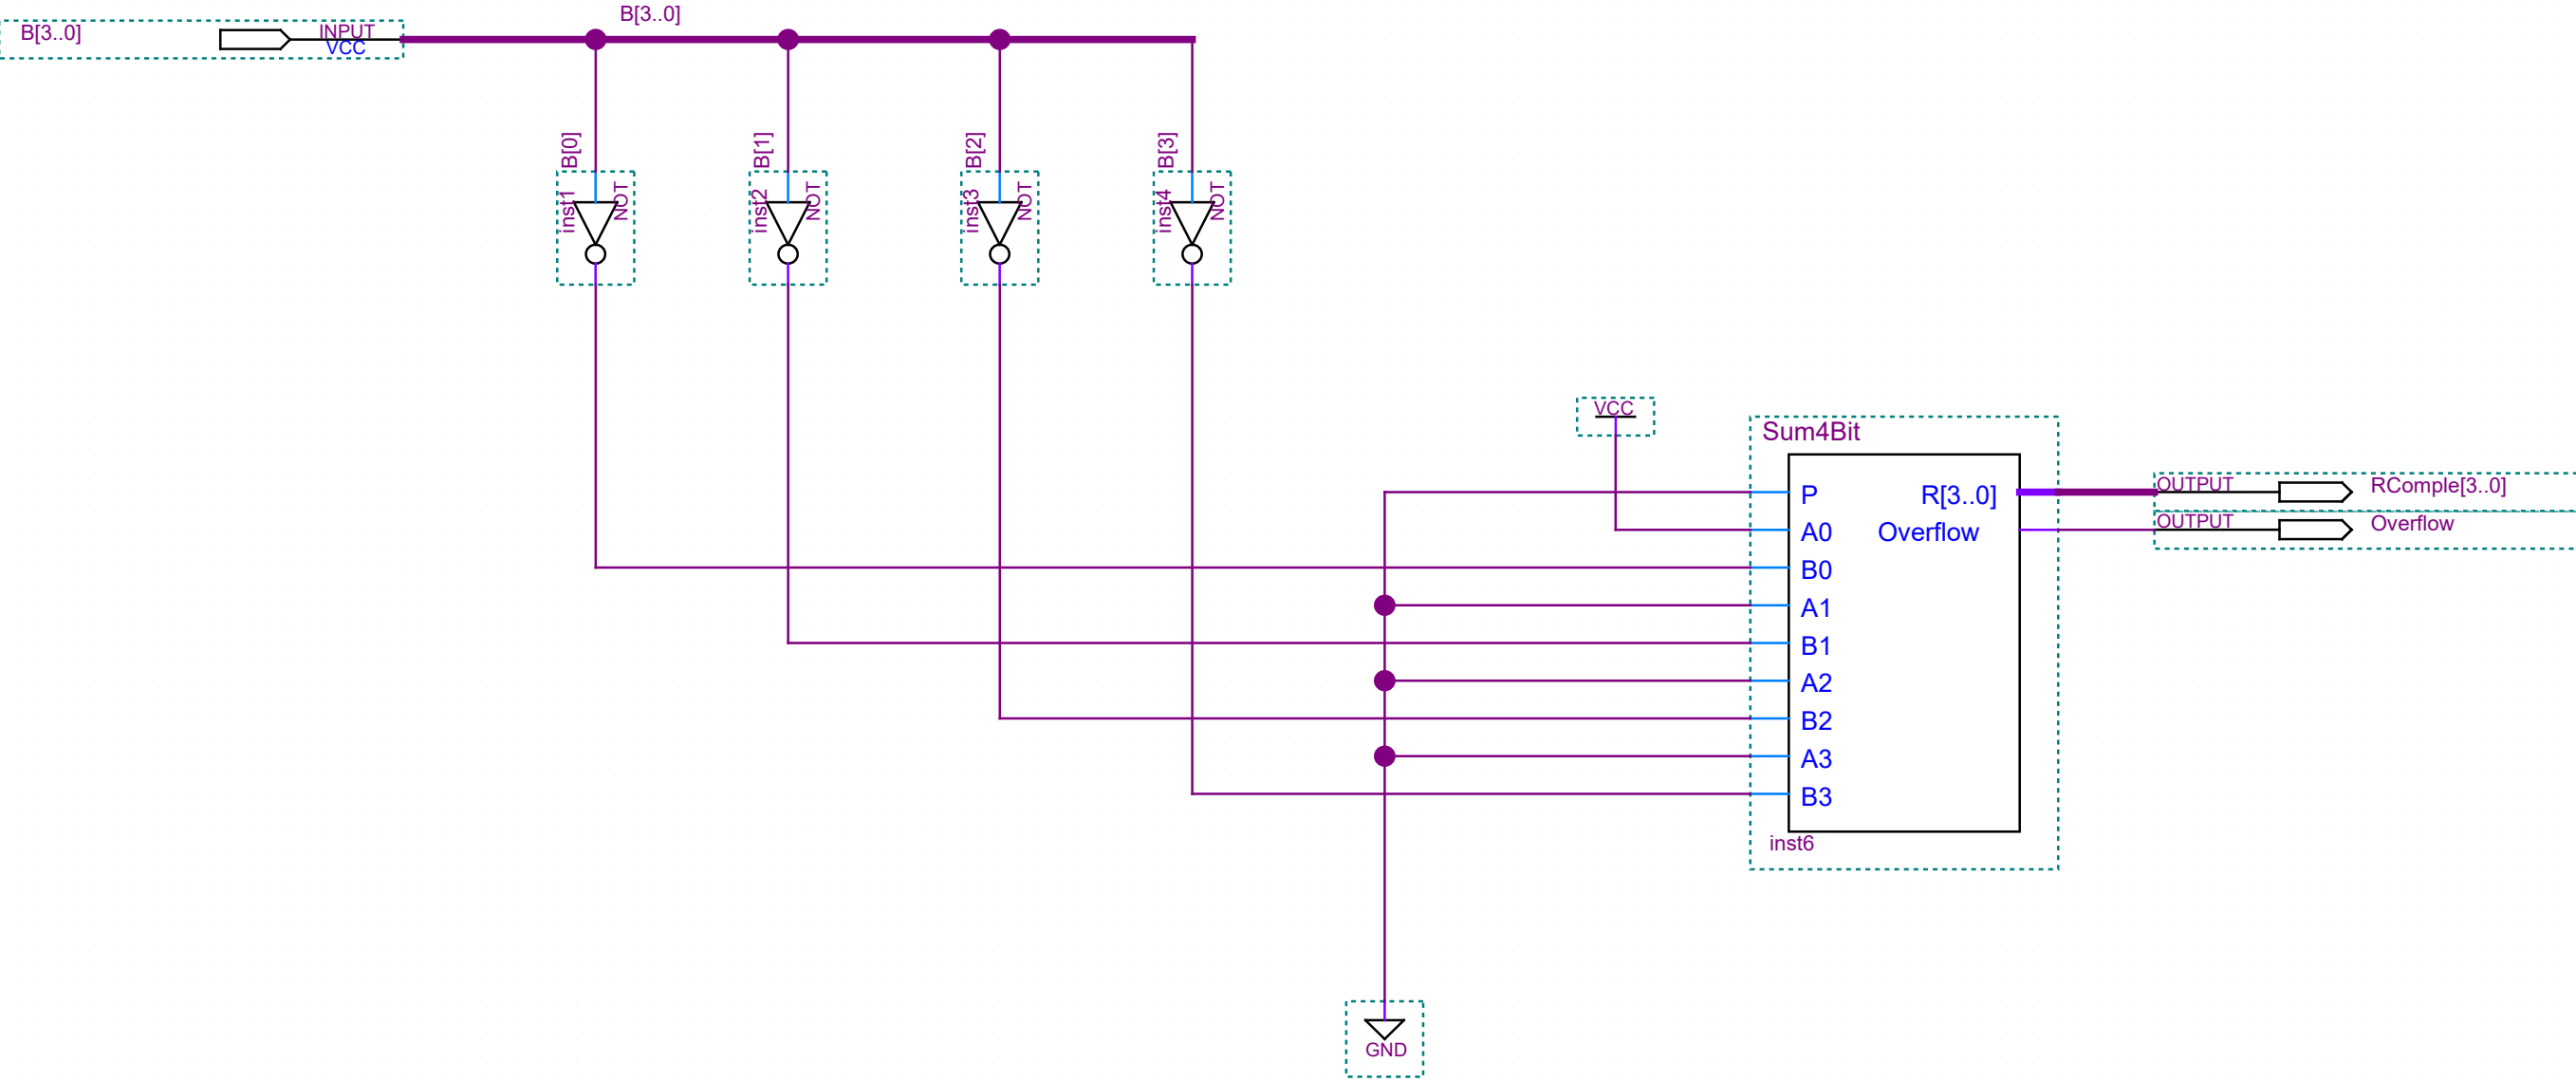 B[3..0]
B[3..0]
INPUT
VCC
B[0]
B[1]
B[2]
B[3]
inst1
NOT
inst2
NOT
inst3
NOT
inst4
NOT
VCC
Sum4Bit
P
R[3..0]
OUTPUT
RComple[3..0]
A0
Overflow
OUTPUT
Overflow
B0
A1
B1
A2
B2
A3
B3
inst6
GND